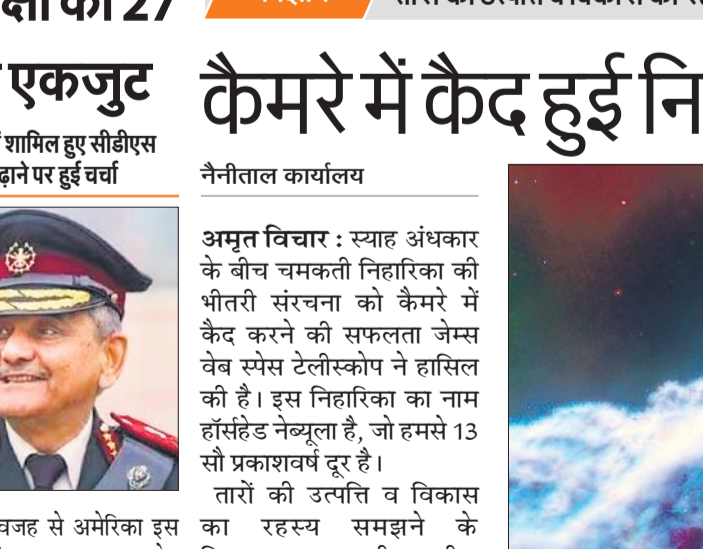 का 27
एकजुट
शामिल हुए सीडीएस
पर हुई चर्चा
वजह से अमेरिका इस
कैमरे में कैद हुई नि
नैनीताल कार्यालय
अमृत विचार : स्याह अंधकार
के बीच चमकती निहारिका की
भीतरी संरचना को कैमरे में
कैद करने की सफलता जेम्स
वेब स्पेस टेलीस्कोप ने हासिल
की है। इस निहारिका का नाम
हॉर्सहेड नेब्यूला है, जो हमसे 13
सौ प्रकाशवर्ष दूर है।
तारों की उत्पत्ति व विकास
का रहस्य समझने के